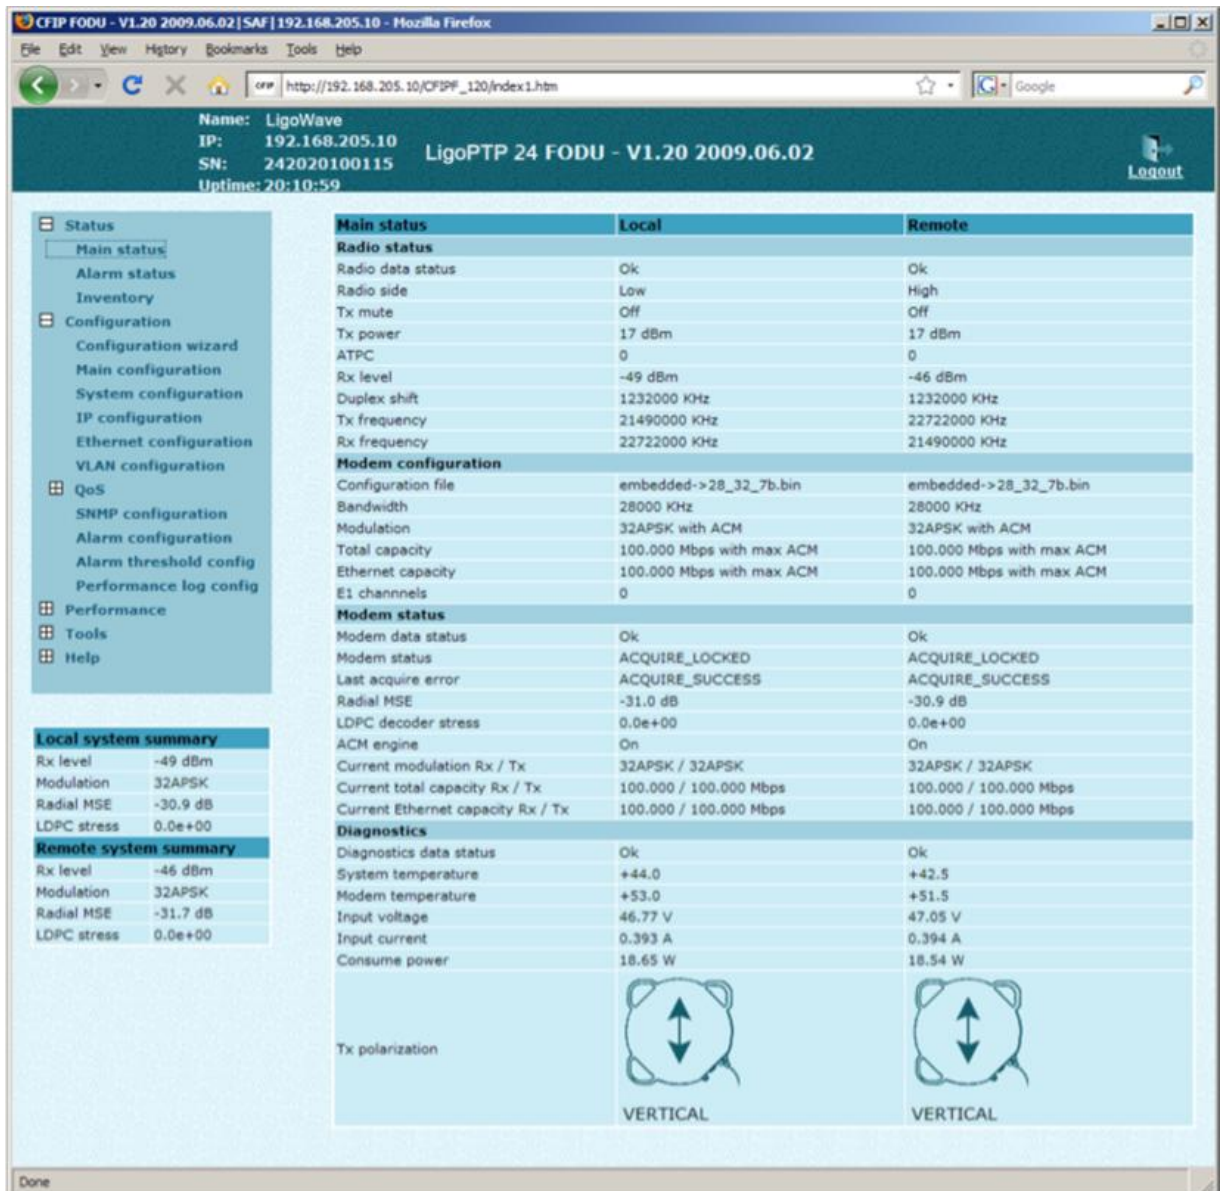 CFIP FODU - V1.20 2009.06.02 | SAF | 192.168.205.10 - Mozilla Firefox
File Edit View History Bookmarks Tools Help
CFIP http://192.168.205.10/CFIPF_120/index1.htm Google
Name: LigoWave
IP: 192.168.205.10
SN: 242020100115
Uptime: 20:10:59
LigoPTP 24 FODU - V1.20 2009.06.02
Logout
Status
Main status
Alarm status
Inventory
Configuration
Configuration wizard
Main configuration
System configuration
IP configuration
Ethernet configuration
VLAN configuration
QoS
SNMP configuration
Alarm configuration
Alarm threshold config
Performance log config
Performance
Tools
Help
Local system summary
Rx level -49 dBm
Modulation 32APSK
Radial MSE -30.9 dB
LDPC stress 0.0e+00
Remote system summary
Rx level -46 dBm
Modulation 32APSK
Radial MSE -31.7 dB
LDPC stress 0.0e+00
Main status Local Remote
Radio status
Radio data status Ok Ok
Radio side Low High
Tx mute Off Off
Tx power 17 dBm 17 dBm
ATPC 0 0
Rx level -49 dBm -46 dBm
Duplex shift 1232000 KHz 1232000 KHz
Tx frequency 21490000 KHz 22722000 KHz
Rx frequency 22722000 KHz 21490000 KHz
Modem configuration
Configuration file embedded->28_32_7b.bin embedded->28_32_7b.bin
Bandwidth 28000 KHz 28000 KHz
Modulation 32APSK with ACM 32APSK with ACM
Total capacity 100.000 Mbps with max ACM 100.000 Mbps with max ACM
Ethernet capacity 100.000 Mbps with max ACM 100.000 Mbps with max ACM
E1 channnels 0 0
Modem status
Modem data status Ok Ok
Modem status ACQUIRE_LOCKED ACQUIRE_LOCKED
Last acquire error ACQUIRE_SUCCESS ACQUIRE_SUCCESS
Radial MSE -31.0 dB -30.9 dB
LDPC decoder stress 0.0e+00 0.0e+00
ACM engine On On
Current modulation Rx / Tx 32APSK / 32APSK 32APSK / 32APSK
Current total capacity Rx / Tx 100.000 / 100.000 Mbps 100.000 / 100.000 Mbps
Current Ethernet capacity Rx / Tx 100.000 / 100.000 Mbps 100.000 / 100.000 Mbps
Diagnostics
Diagnostics data status Ok Ok
System temperature +44.0 +42.5
Modem temperature +53.0 +51.5
Input voltage 46.77 V 47.05 V
Input current 0.393 A 0.394 A
Consume power 18.65 W 18.54 W
Tx polarization
VERTICAL VERTICAL
Done